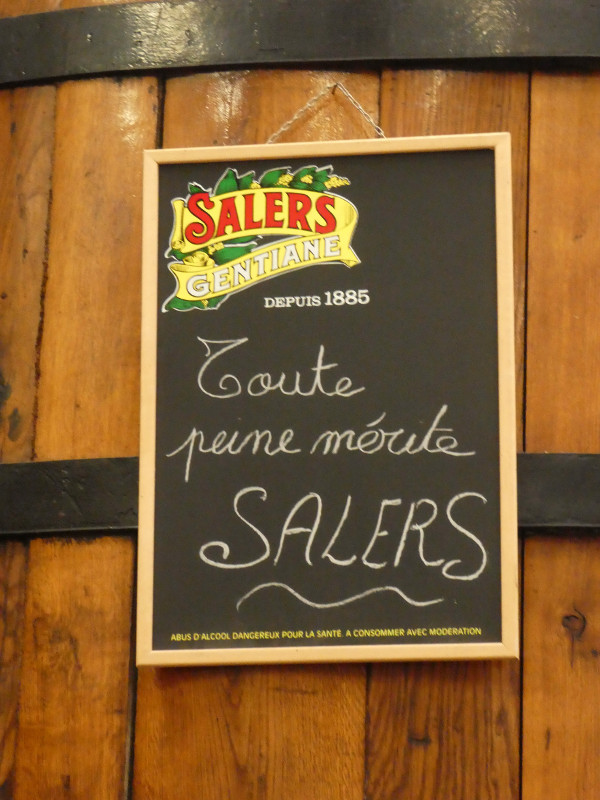 SALERS
GENTIANE
DEPUIS 1885
Toute
peine mérite
SALERS
ABUS D'ALCOOL DANGEREUX POUR LA SANTÉ. A CONSOMMER AVEC MODERATION